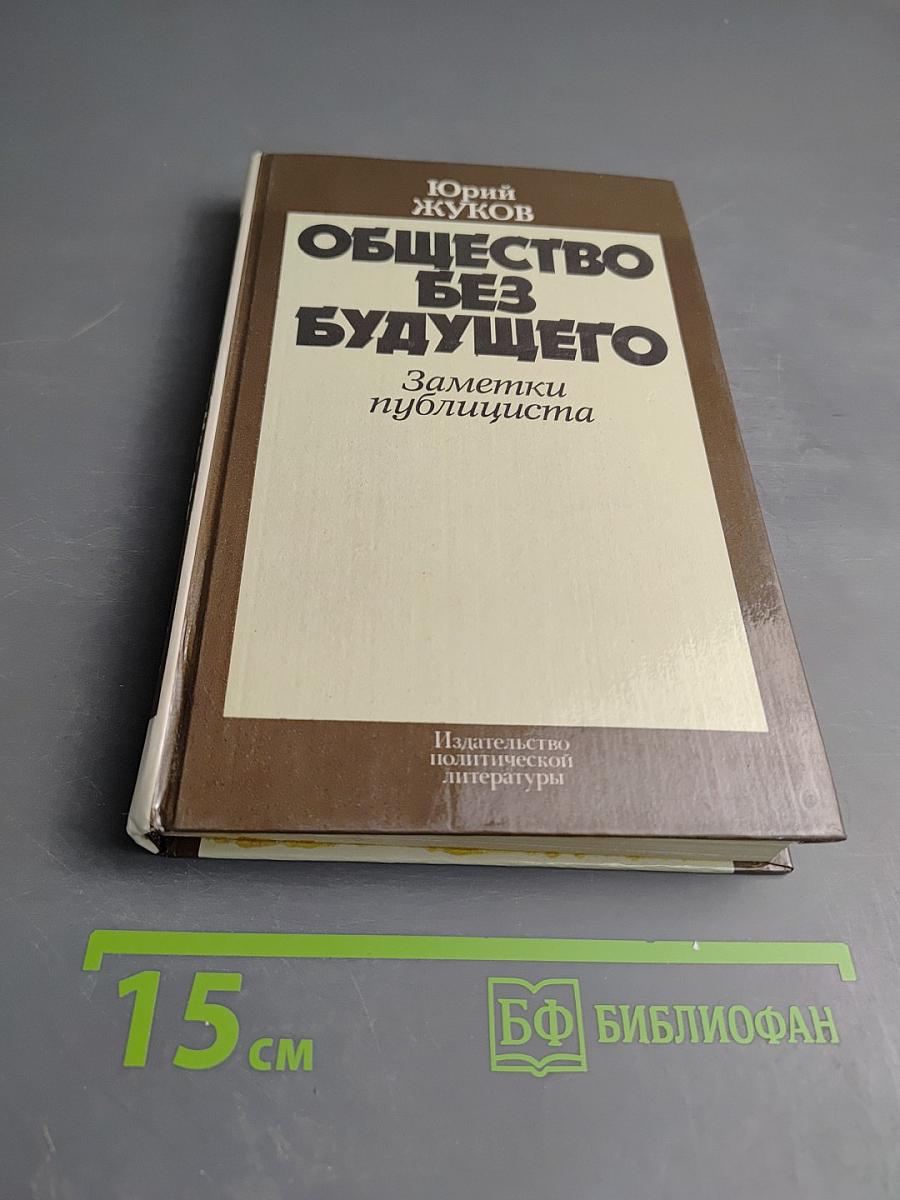 Юрий
ЖУКОВ
ОБЩЕСТВО
БЕЗ
БУДУЩЕГО
Заметки
публициста
Издательство
политической
литературы
15 см
БФ БИБЛИОФАН